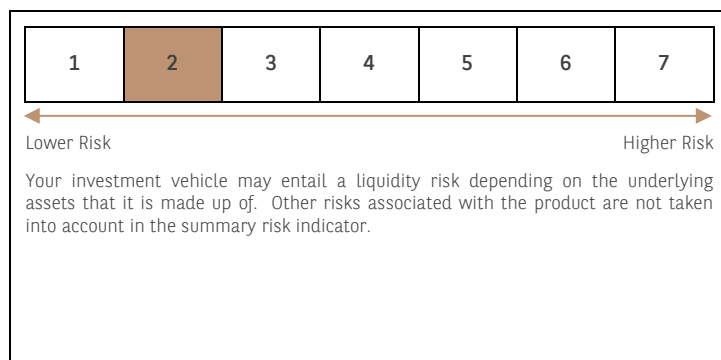 1 2 3 4 5 6 7
Lower Risk Higher Risk
Your investment vehicle may entail a liquidity risk depending on the underlying
assets that it is made up of. Other risks associated with the product are not taken
into account in the summary risk indicator.